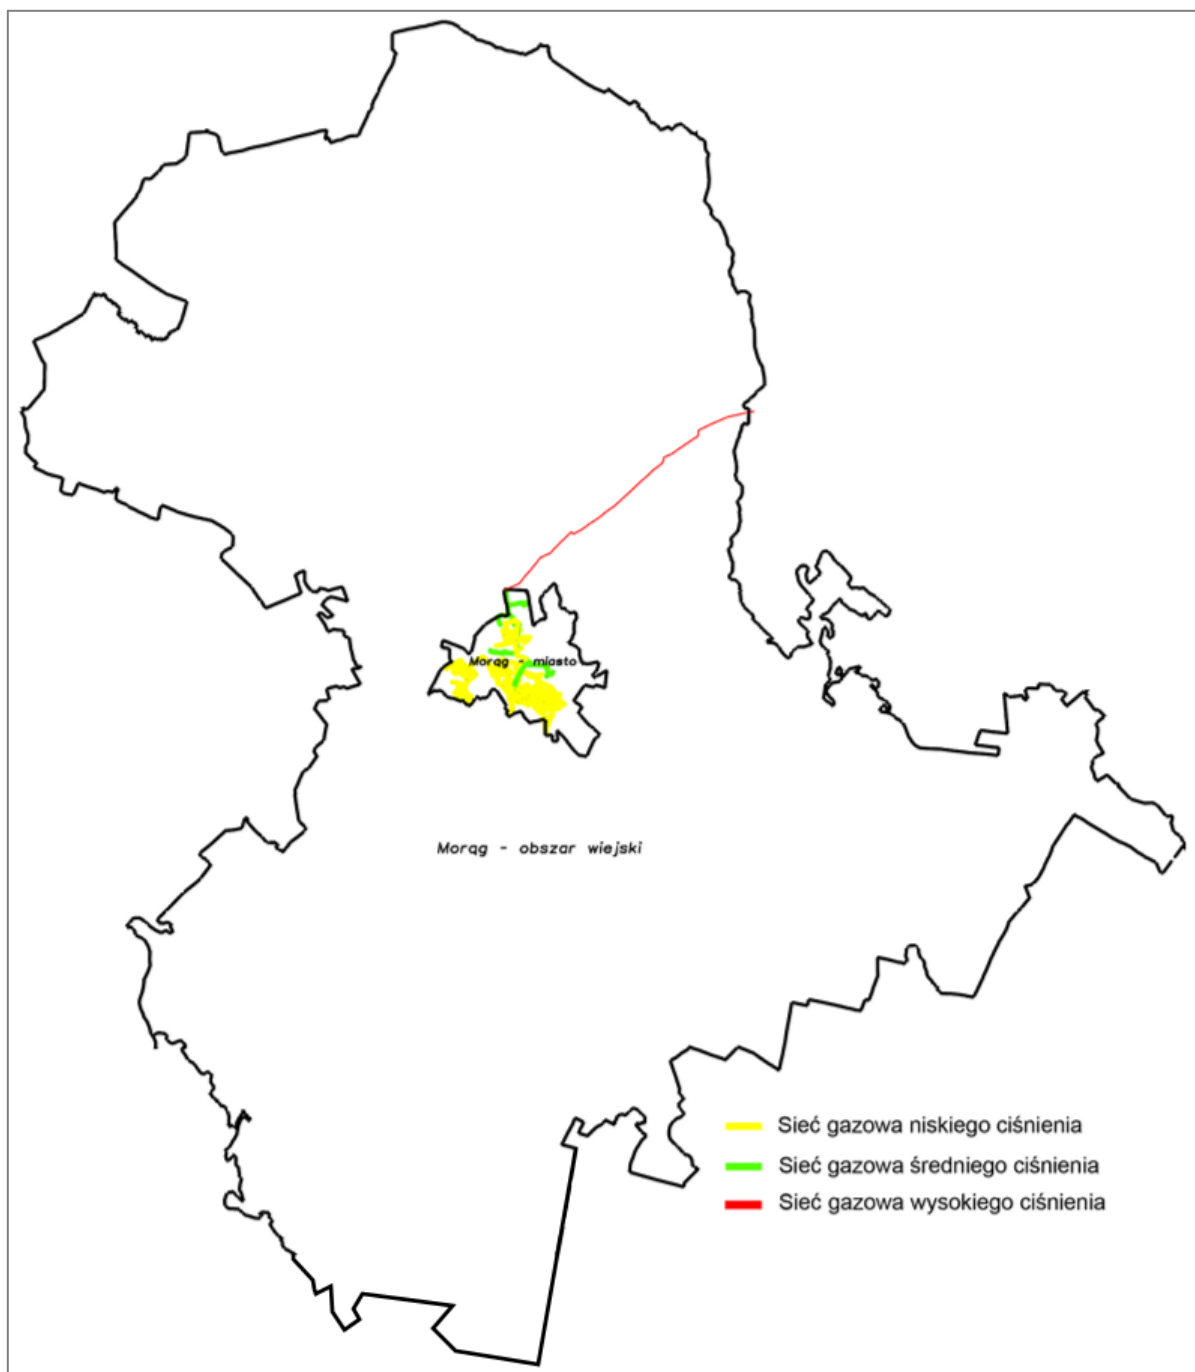 Morąg - miasto
Morąg - obszar wiejski
Sieć gazowa niskiego ciśnienia
Sieć gazowa średniego ciśnienia
Sieć gazowa wysokiego ciśnienia